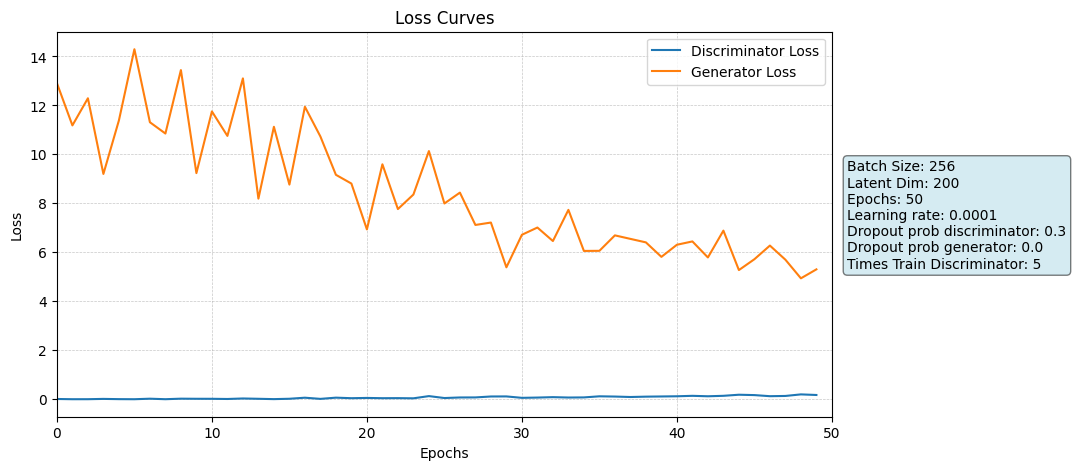 Loss Curves
14
12
10
8
6
4
2
0
Loss
0 10 20 30 40 50
Epochs
Discriminator Loss
Generator Loss
Batch Size: 256
Latent Dim: 200
Epochs: 50
Learning rate: 0.0001
Dropout prob discriminator: 0.3
Dropout prob generator: 0.0
Times Train Discriminator: 5